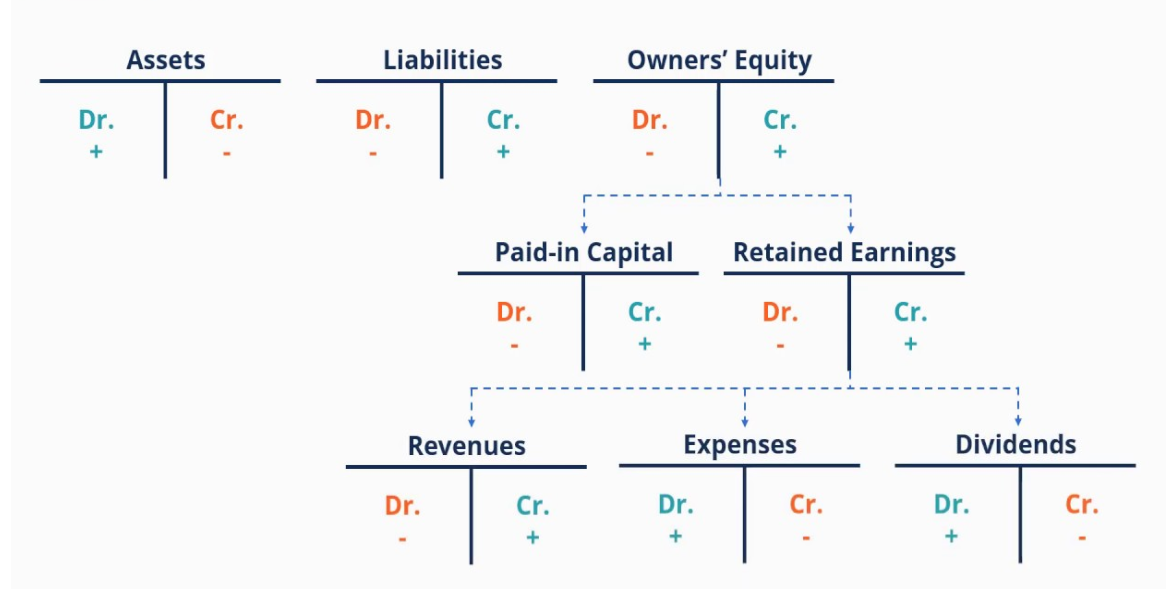 Assets Liabilities Owners' Equity
Dr. Cr. Dr. Cr. Dr. Cr.
+ - - + - +
Paid-in Capital Retained Earnings
Dr. Cr. Dr. Cr.
- + - +
Revenues Expenses Dividends
Dr. Cr. Dr. Cr. Dr. Cr.
- + + - + -